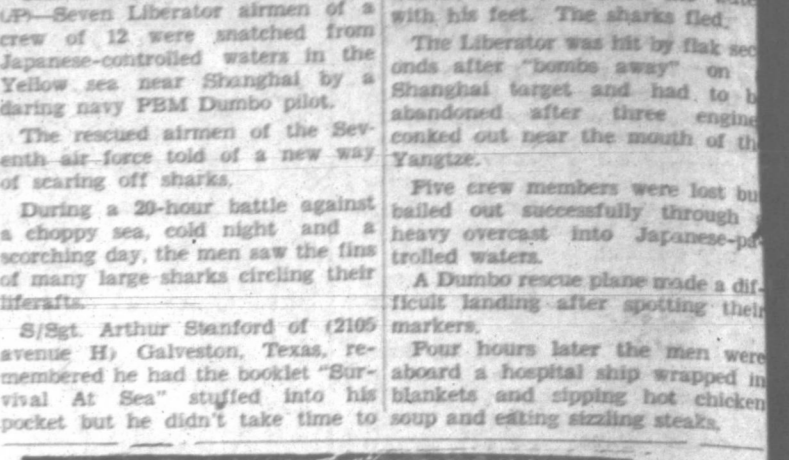 (JP)—Seven Liberator airmen of a
crew of 12 were snatched from
Japanese-controlled waters in the
Yellow sea near Shanghai by a
daring navy PBM Dumbo pilot.
The rescued airmen of the Sev-
enth air force told of a new way
of scaring off sharks.
During a 20-hour battle against
a choppy sea, cold night and a
scorching day, the men saw the fins
of many large sharks circling their
liferafts.
S/Sgt. Arthur Stanford of (2105
avenue H) Galveston, Texas, re-
membered he had the booklet "Sur-
vival At Sea" stuffed into his
pocket but he didn't take time to
with his feet. The sharks fled.
The Liberator was hit by flak sec
onds after "bombs away" on
Shanghai target and had to b
abandoned after three engine
conked out near the mouth of th
Yangtze.
Five crew members were lost bu
bailed out successfully through
heavy overcast into Japanese-pa-
trolled waters.
A Dumbo rescue plane made a dif-
ficult landing after spotting their
markers.
Four hours later the men were
aboard a hospital ship wrapped in
blankets and sipping hot chicken
soup and eating sizzling steaks.